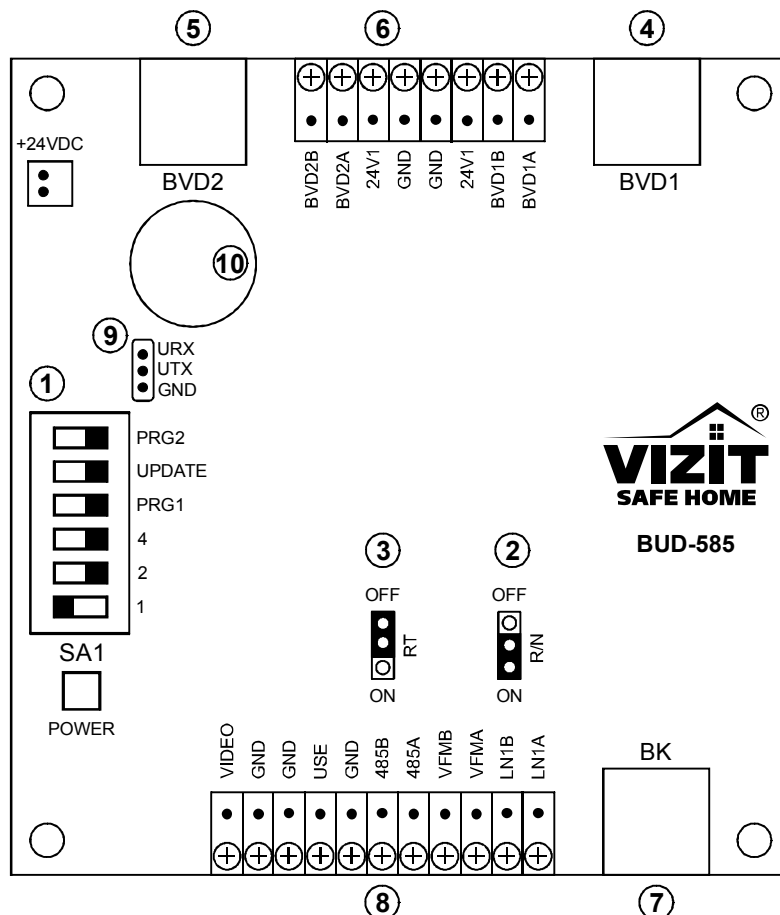 5
6
4
+24VDC
BVD2
BVD2B
BVD2A
24V1
GND
GND
24V1
BVD1B
BVD1A
BVD1
10
9
URX
UTX
GND
1
PRG2
UPDATE
PRG1
4
2
1
SA1
POWER
®
VIZIT
SAFE HOME
BUD-585
3
OFF
RT
ON
2
OFF
R/N
ON
VIDEO
GND
GND
USE
GND
485B
485A
VFMB
VFMA
LN1B
LN1A
BK
8
7